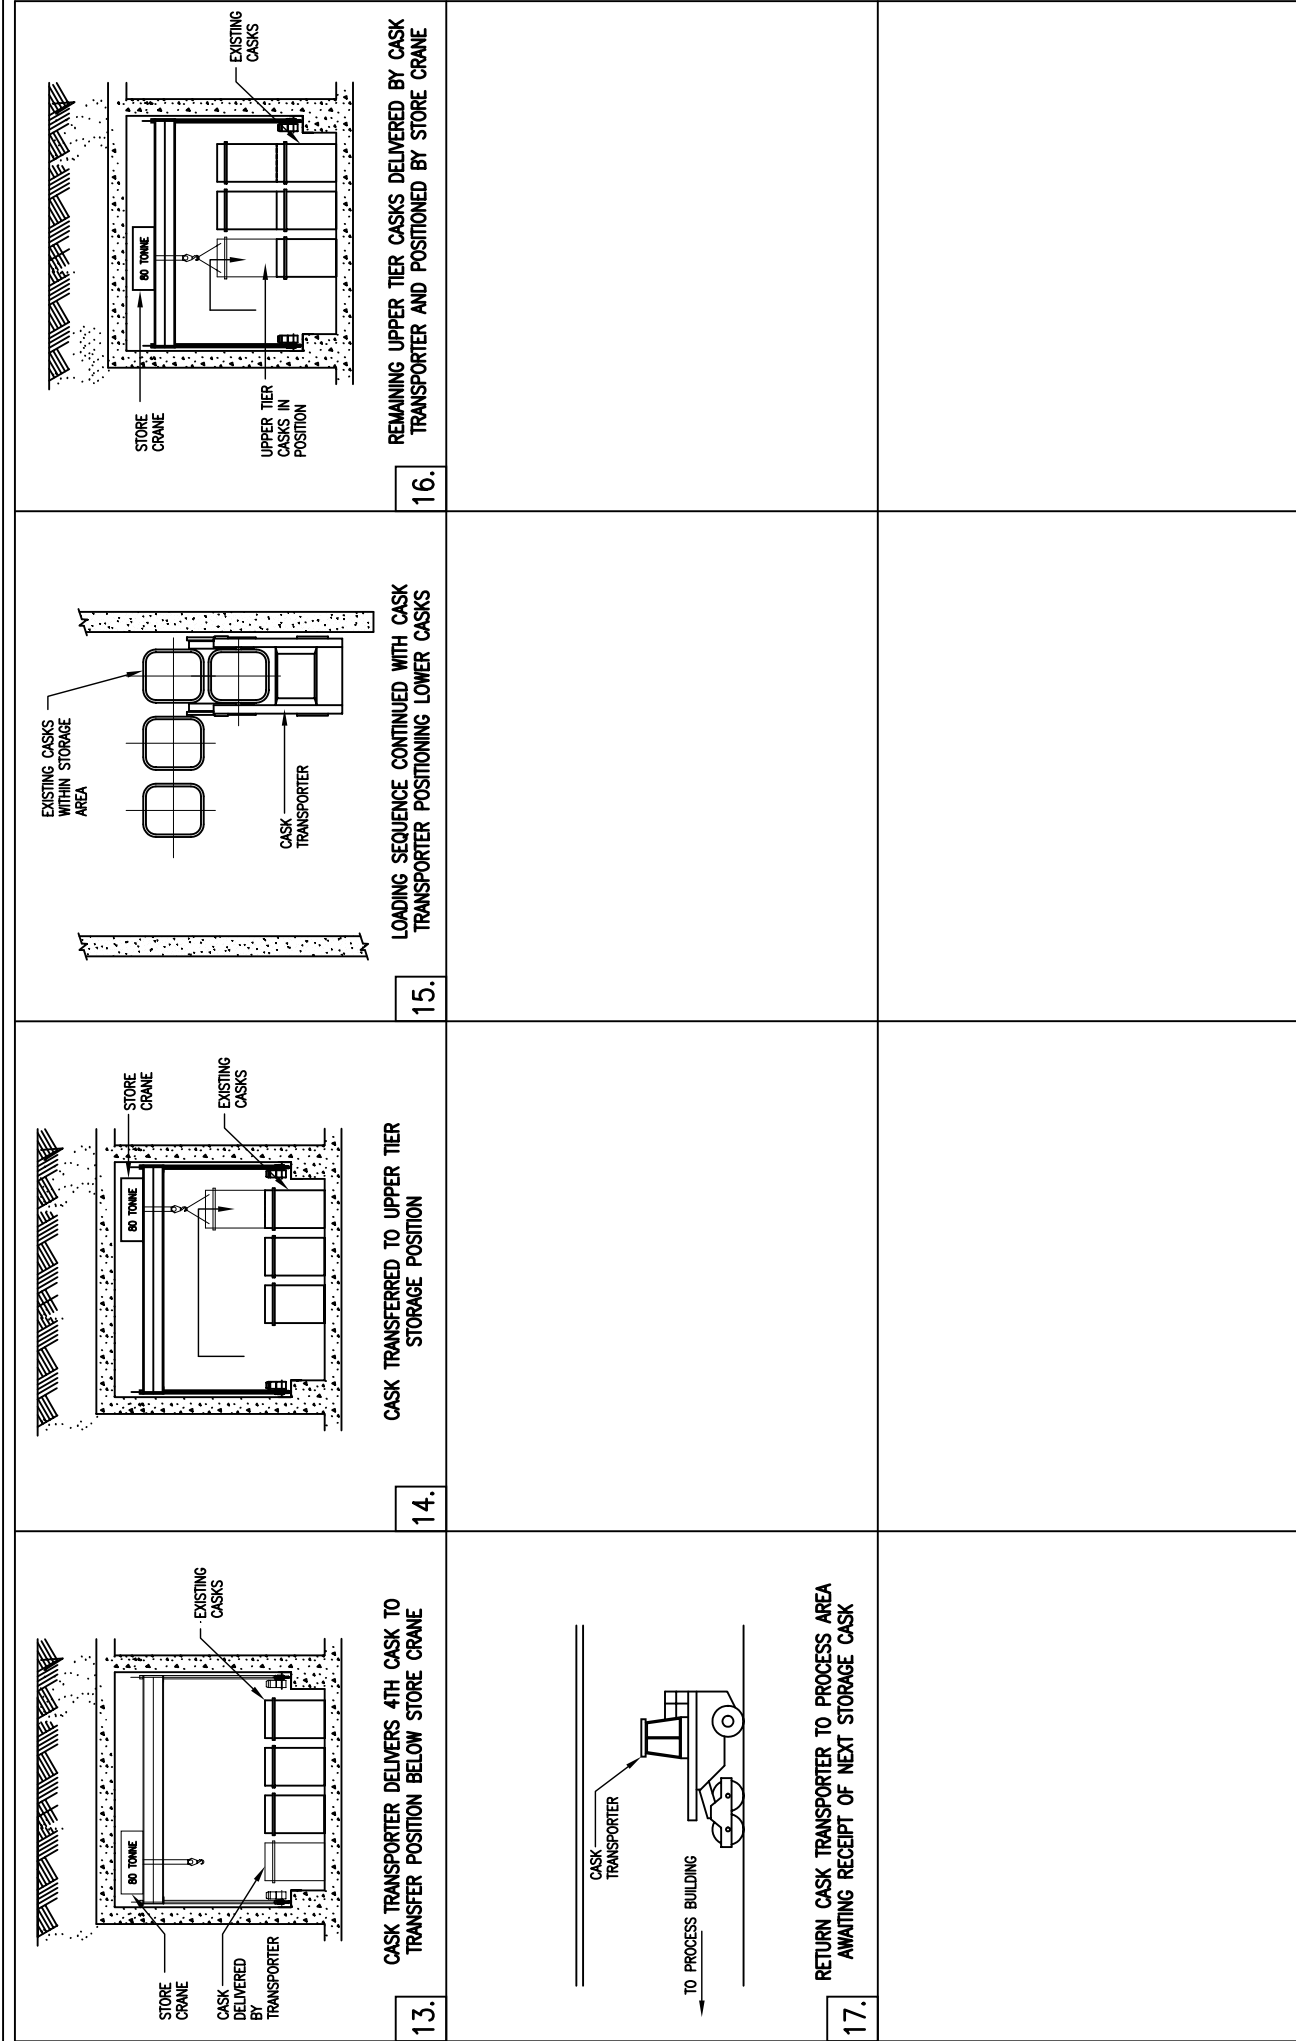 80 TONNE
STORE
CRANE
CASK
DELIVERED
BY
TRANSPORTER
EXISTING
CASKS
13.
CASK TRANSPORTER DELIVERS 4TH CASK TO
TRANSFER POSITION BELOW STORE CRANE
80 TONNE
STORE
CRANE
EXISTING
CASKS
14.
CASK TRANSFERRED TO UPPER TIER
STORAGE POSITION
EXISTING CASKS
WITHIN STORAGE
AREA
CASK
TRANSPORTER
15.
LOADING SEQUENCE CONTINUED WITH CASK
TRANSPORTER POSITIONING LOWER CASKS
80 TONNE
STORE
CRANE
UPPER TIER
CASKS IN
POSITION
EXISTING
CASKS
16.
REMAINING UPPER TIER CASKS DELIVERED BY CASK
TRANSPORTER AND POSITIONED BY STORE CRANE
CASK
TRANSPORTER
TO PROCESS BUILDING
17.
RETURN CASK TRANSPORTER TO PROCESS AREA
AWAITING RECEIPT OF NEXT STORAGE CASK